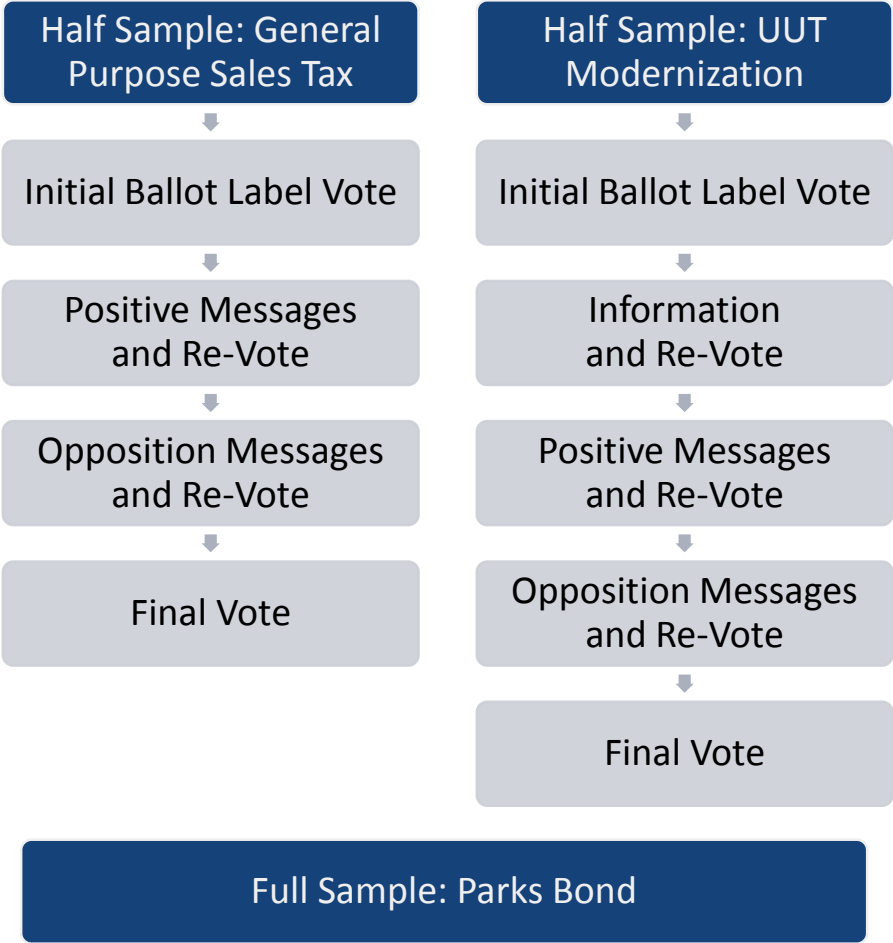 Half Sample: General
Purpose Sales Tax
Initial Ballot Label Vote
Positive Messages
and Re-Vote
Opposition Messages
and Re-Vote
Final Vote
Half Sample: UUT
Modernization
Initial Ballot Label Vote
Information
and Re-Vote
Positive Messages
and Re-Vote
Opposition Messages
and Re-Vote
Final Vote
Full Sample: Parks Bond